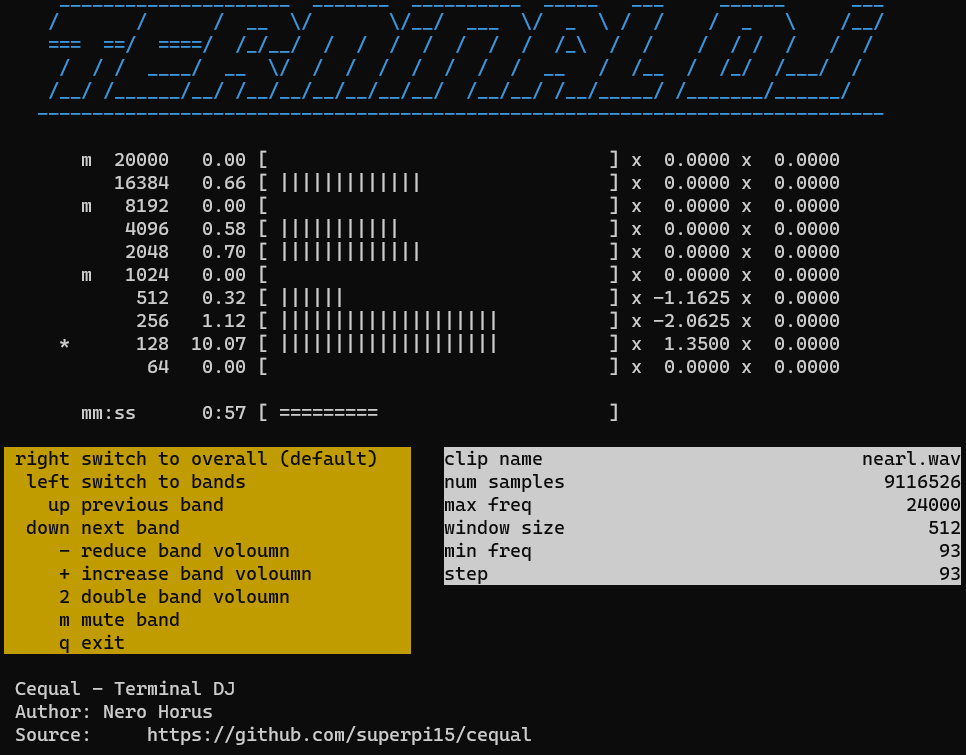 TERMINAL DJ
m 20000 0.00 [ ] x 0.0000 x 0.0000
16384 0.66 [ ||||||||||||| ] x 0.0000 x 0.0000
m 8192 0.00 [ ] x 0.0000 x 0.0000
4096 0.58 [ ||||||||||| ] x 0.0000 x 0.0000
2048 0.70 [ ||||||||||||| ] x 0.0000 x 0.0000
m 1024 0.00 [ ] x 0.0000 x 0.0000
512 0.32 [ |||||| ] x -1.1625 x 0.0000
256 1.12 [ |||||||||||||||||||| ] x -2.0625 x 0.0000
* 128 10.07 [ |||||||||||||||||||| ] x 1.3500 x 0.0000
64 0.00 [ ] x 0.0000 x 0.0000
mm:ss 0:57 [ ========= ]
right switch to overall (default)
left switch to bands
up previous band
down next band
- reduce band voloumn
+ increase band voloumn
2 double band voloumn
m mute band
q exit
clip name nearl.wav
num samples 9116526
max freq 24000
window size 512
min freq 93
step 93
Cequal - Terminal DJ
Author: Nero Horus
Source: https://github.com/superpi15/cequal